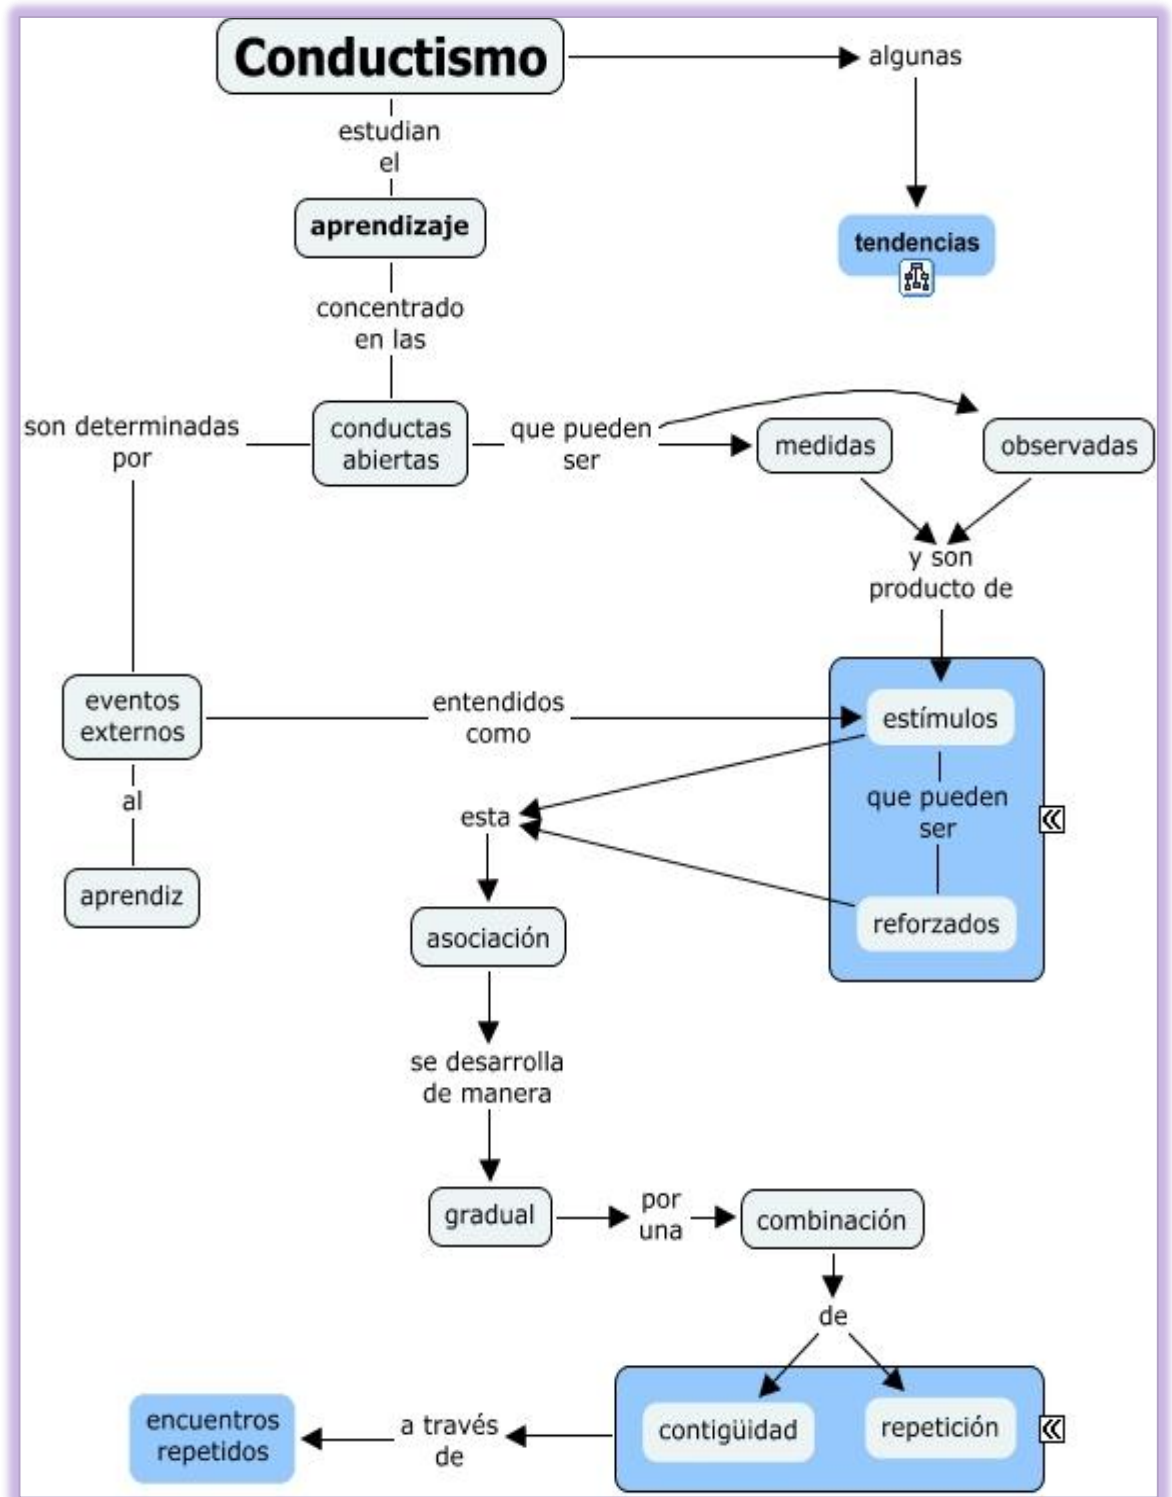 Conductismo
algunas
estudian
el
aprendizaje
tendencias
concentrado
en las
son determinadas
por
conductas
abiertas
que pueden
ser
medidas
observadas
y son
producto de
eventos
externos
entendidos
como
estímulos
al
que pueden
ser
esta
aprendiz
reforzados
asociación
se desarrolla
de manera
gradual
por
una
combinación
de
encuentros
repetidos
a través
de
contigüidad
repetición